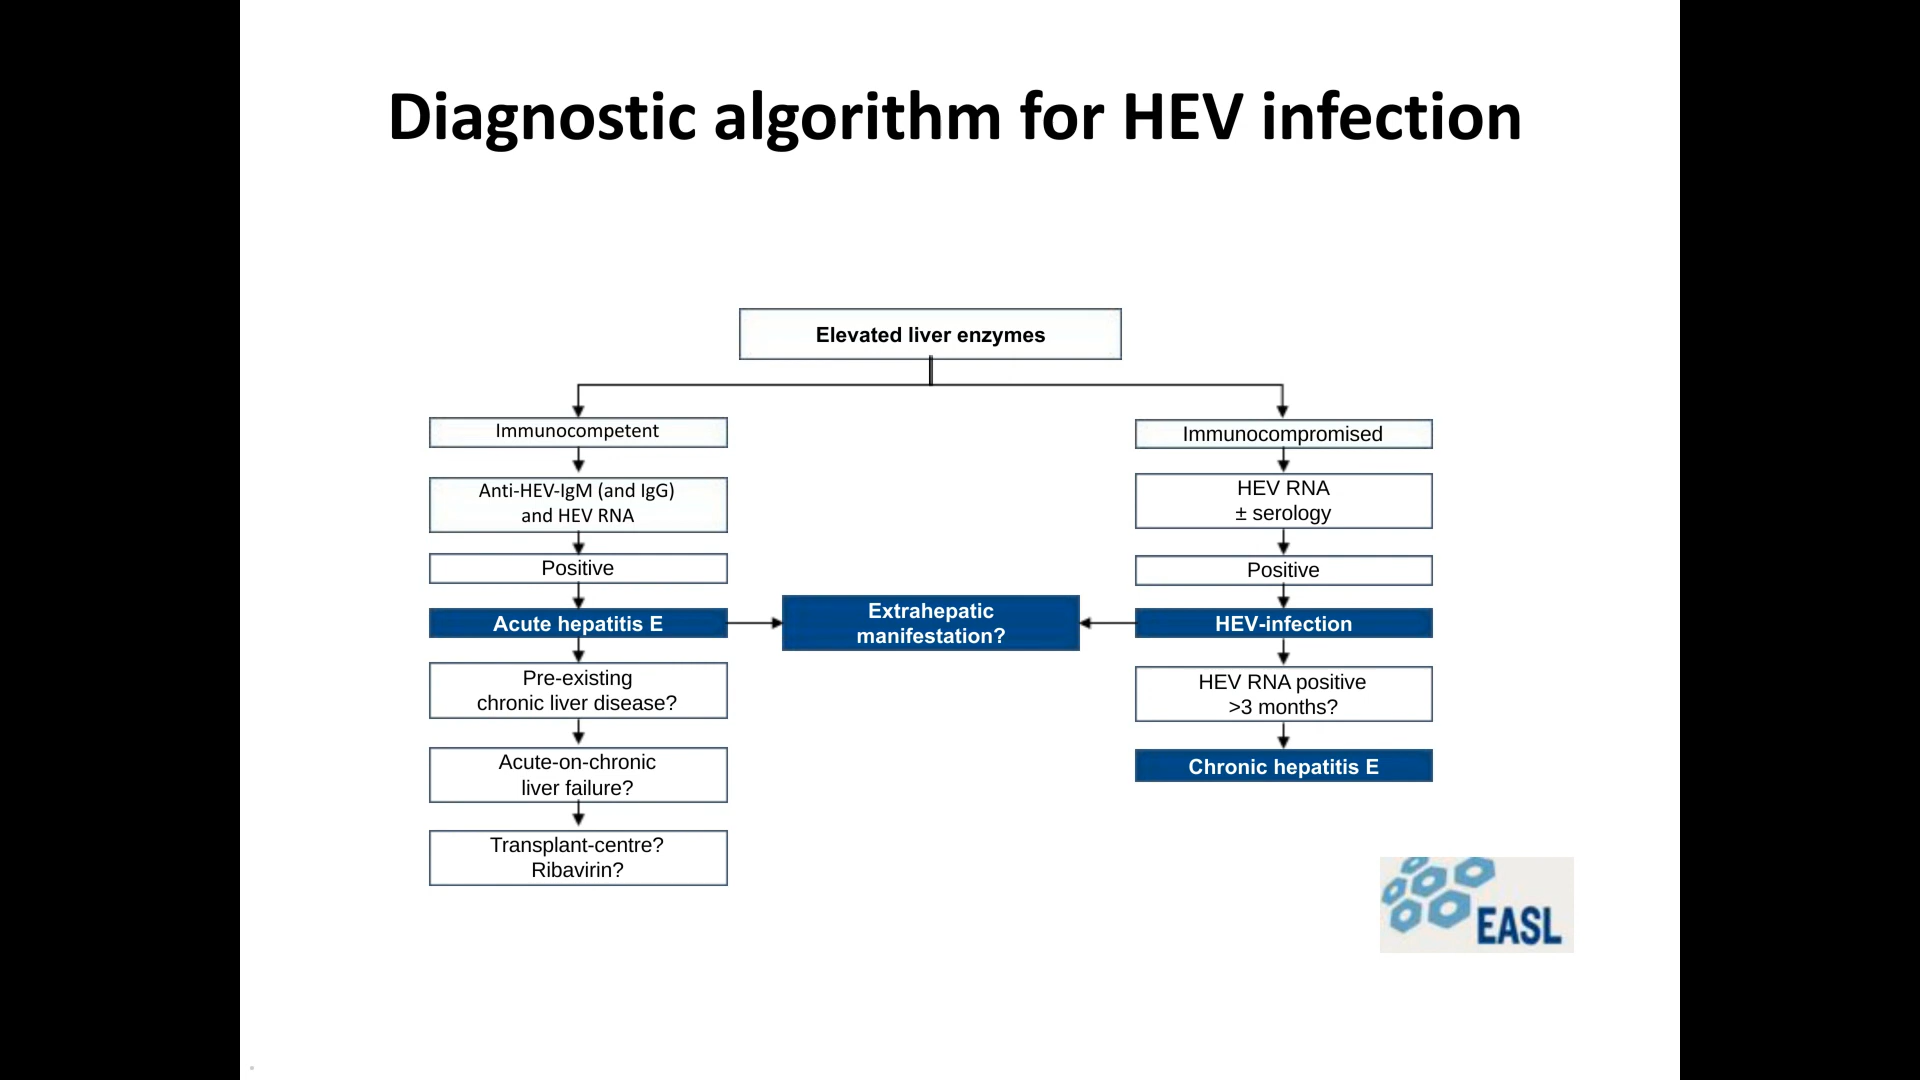 Diagnostic algorithm for HEV infection
Elevated liver enzymes
Immunocompetent
Anti-HEV-IgM (and IgG)
and HEV RNA
Positive
Acute hepatitis E
Pre-existing
chronic liver disease?
Acute-on-chronic
liver failure?
Transplant-centre?
Ribavirin?
Extrahepatic
manifestation?
Immunocompromised
HEV RNA
± serology
Positive
HEV-infection
HEV RNA positive
>3 months?
Chronic hepatitis E
EASL